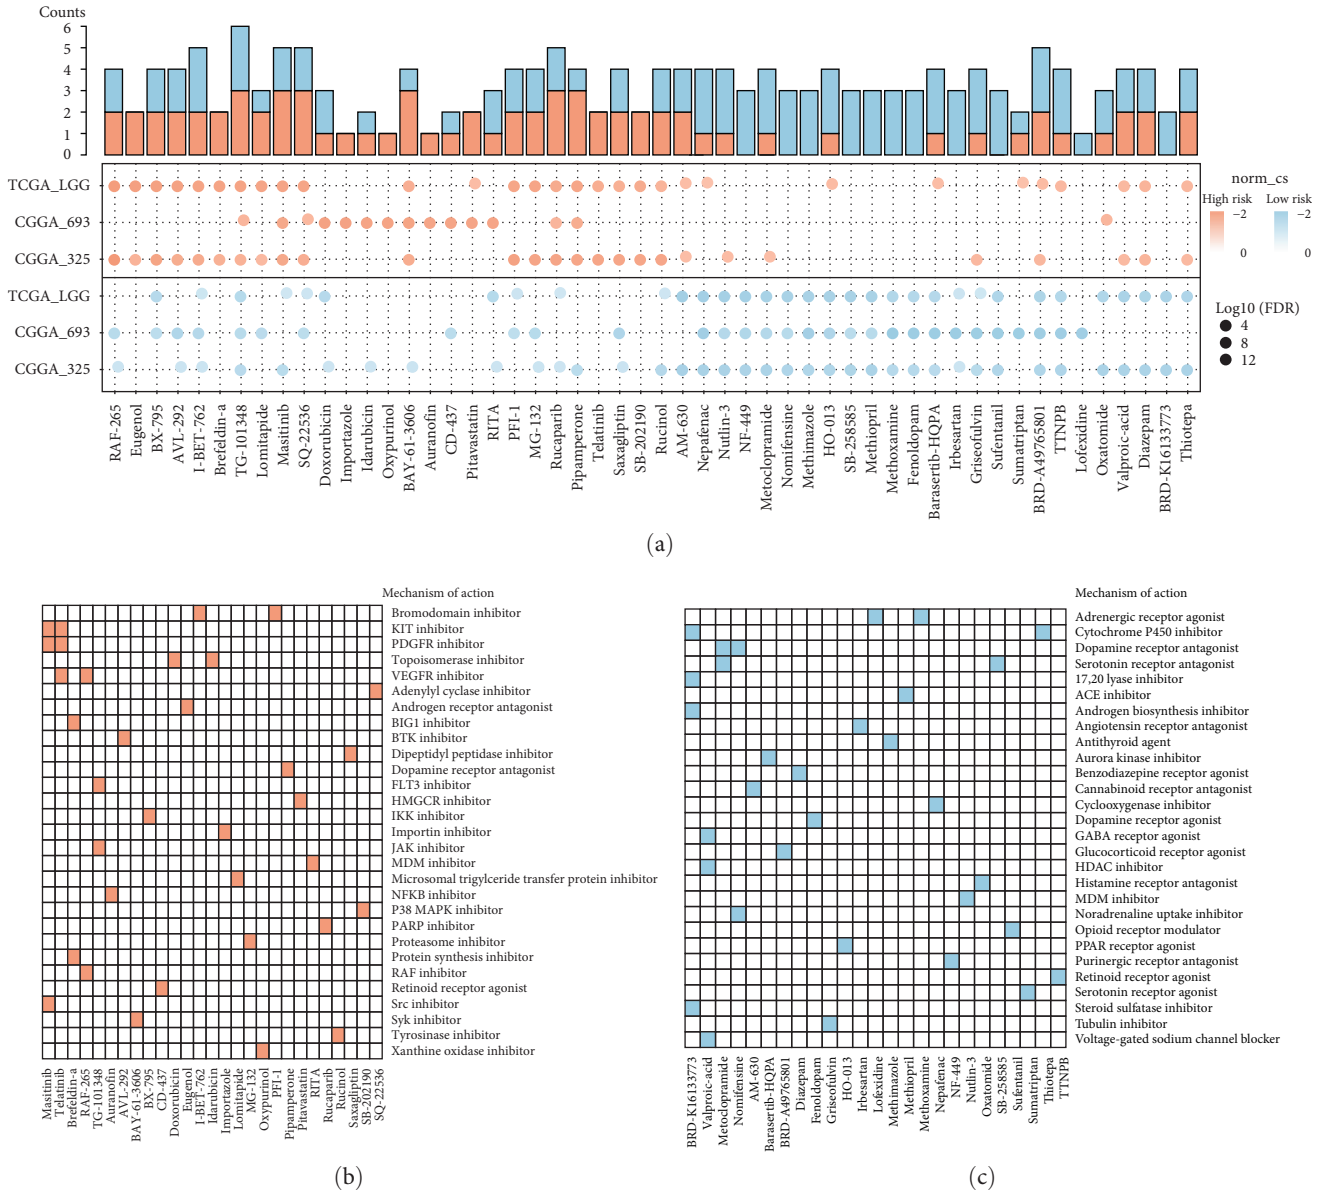 Counts
6
5
4
3
2
1
0
TCGA_LGG
CGGA_693
CGGA_325
TCGA_LGG
CGGA_693
CGGA_325
norm_cs
High risk Low risk
−2 −2
0 0
Log10 (FDR)
4
8
12
RAF-265
Eugenol
BX-795
AVL-292
I-BET-762
Brefeldin-a
TG-101348
Lomitapide
Masitinib
SQ-22536
Doxorubicin
Importazole
Idarubicin
Oxypurinol
BAY-61-3606
Auranofin
CD-437
Pitavastatin
RITA
PFI-1
MG-132
Rucaparib
Pipamperone
Telatinib
Saxagliptin
SB-202190
Rucinol
AM-630
Nepafenac
Nutlin-3
NF-449
Metoclopramide
Nomifensine
Methimazole
HO-013
SB-258585
Methiopril
Methoxamine
Fenoldopam
Barasertib-HQPA
Irbesartan
Griseofulvin
Sufentanil
Sumatriptan
BRD-A49765801
TTNPB
Lofexidine
Oxatomide
Valproic-acid
Diazepam
BRD-K16133773
Thiotepa
(a)
Mechanism of action
Bromodomain inhibitor
KIT inhibitor
PDGFR inhibitor
Topoisomerase inhibitor
VEGFR inhibitor
Adenylyl cyclase inhibitor
Androgen receptor antagonist
BIG1 inhibitor
BTK inhibitor
Dipeptidyl peptidase inhibitor
Dopamine receptor antagonist
FLT3 inhibitor
HMGCR inhibitor
IKK inhibitor
Importin inhibitor
JAK inhibitor
MDM inhibitor
Microsomal trigylceride transfer protein inhibitor
NFKB inhibitor
P38 MAPK inhibitor
PARP inhibitor
Proteasome inhibitor
Protein synthesis inhibitor
RAF inhibitor
Retinoid receptor agonist
Src inhibitor
Syk inhibitor
Tyrosinase inhibitor
Xanthine oxidase inhibitor
Masitinib
Telatinib
Brefeldin-a
RAF-265
TG-101348
Auranofin
AVL-292
BAY-61-3606
BX-795
CD-437
Doxorubicin
Eugenol
I-BET-762
Idarubicin
Importazole
Lomitapide
MG-132
Oxypurinol
PFI-1
Pipamperone
Pitavastatin
RITA
Rucaparib
Rucinol
Saxagliptin
SB-202190
SQ-22536
(b)
Mechanism of action
Adrenergic receptor agonist
Cytochrome P450 inhibitor
Dopamine receptor antagonist
Serotonin receptor antagonist
17,20 lyase inhibitor
ACE inhibitor
Androgen biosynthesis inhibitor
Angiotensin receptor antagonist
Antithyroid agent
Aurora kinase inhibitor
Benzodiazepine receptor agonist
Cannabinoid receptor antagonist
Cyclooxygenase inhibitor
Dopamine receptor agonist
GABA receptor agonist
Glucocorticoid receptor agonist
HDAC inhibitor
Histamine receptor antagonist
MDM inhibitor
Noradrenaline uptake inhibitor
Opioid receptor modulator
PPAR receptor agonist
Purinergic receptor antagonist
Retinoid receptor agonist
Serotonin receptor agonist
Steroid sulfatase inhibitor
Tubulin inhibitor
Voltage-gated sodium channel blocker
BRD-K16133773
Valproic-acid
Metodopramide
Nomifensine
AM-630
Barasertib-HQPA
BRD-A49765801
Diazepam
Fenoldopam
Griseofulvin
HO-013
Irbesartan
Lofexidine
Methimazole
Methiopril
Methoxamine
Nepafenac
NF-449
Nutlin-3
Oxatomide
SB-258585
Sufentanil
Sumatriptan
Thiotepa
TTNPB
(c)